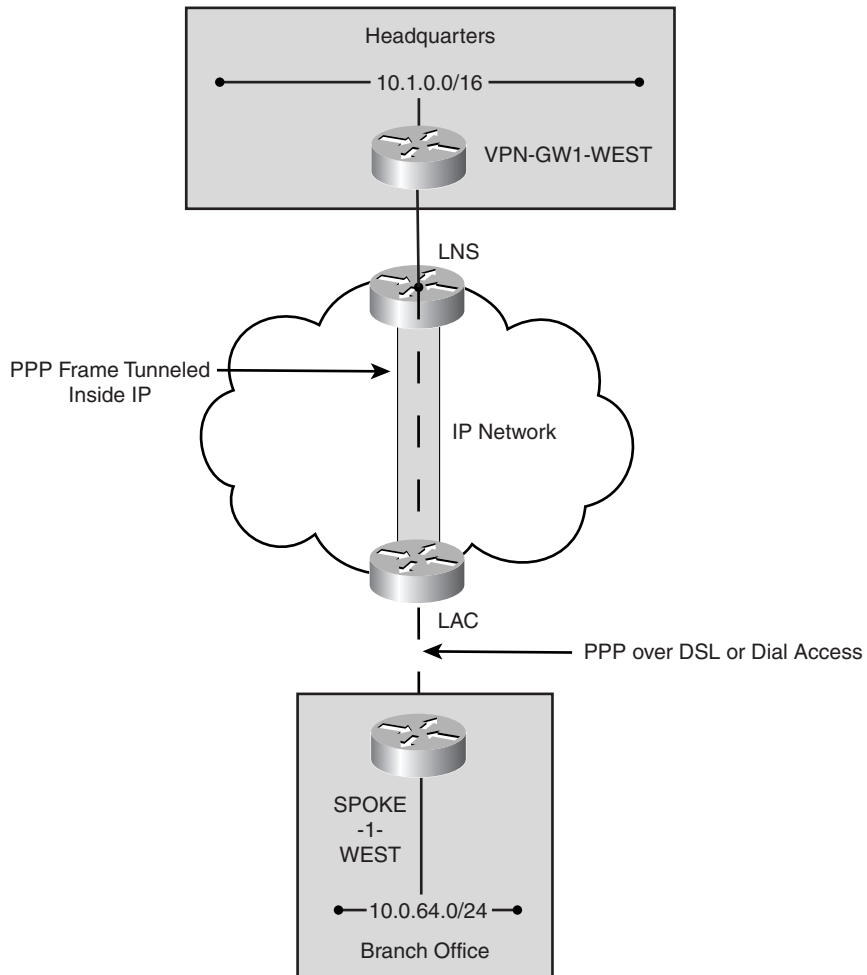 Headquarters
10.1.0.0/16
VPN-GW1-WEST
LNS
PPP Frame Tunneled
Inside IP
IP Network
LAC
PPP over DSL or Dial Access
SPOKE
-1-
WEST
10.0.64.0/24
Branch Office